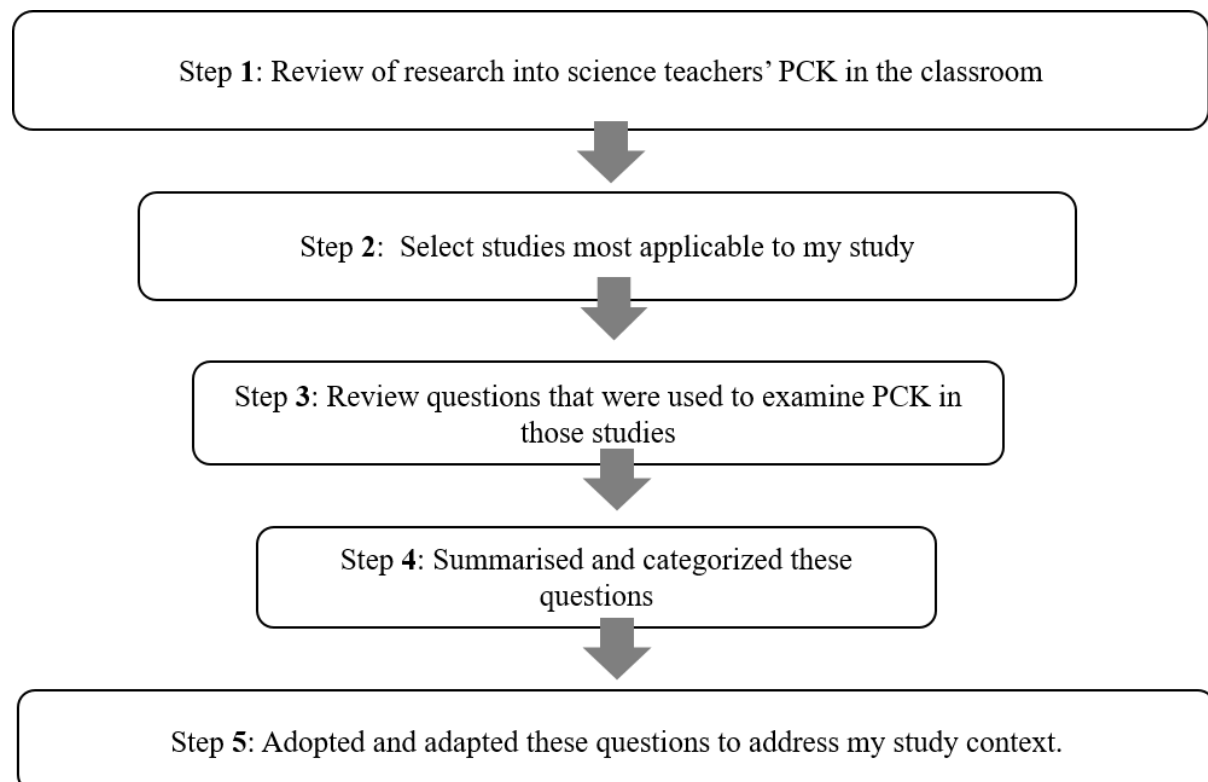 Step 1: Review of research into science teachers’ PCK in the classroom
Step 2:  Select studies most applicable to my study
Step 3: Review questions that were used to examine PCK in
those studies
Step 4: Summarised and categorized these
questions
Step 5: Adopted and adapted these questions to address my study context.